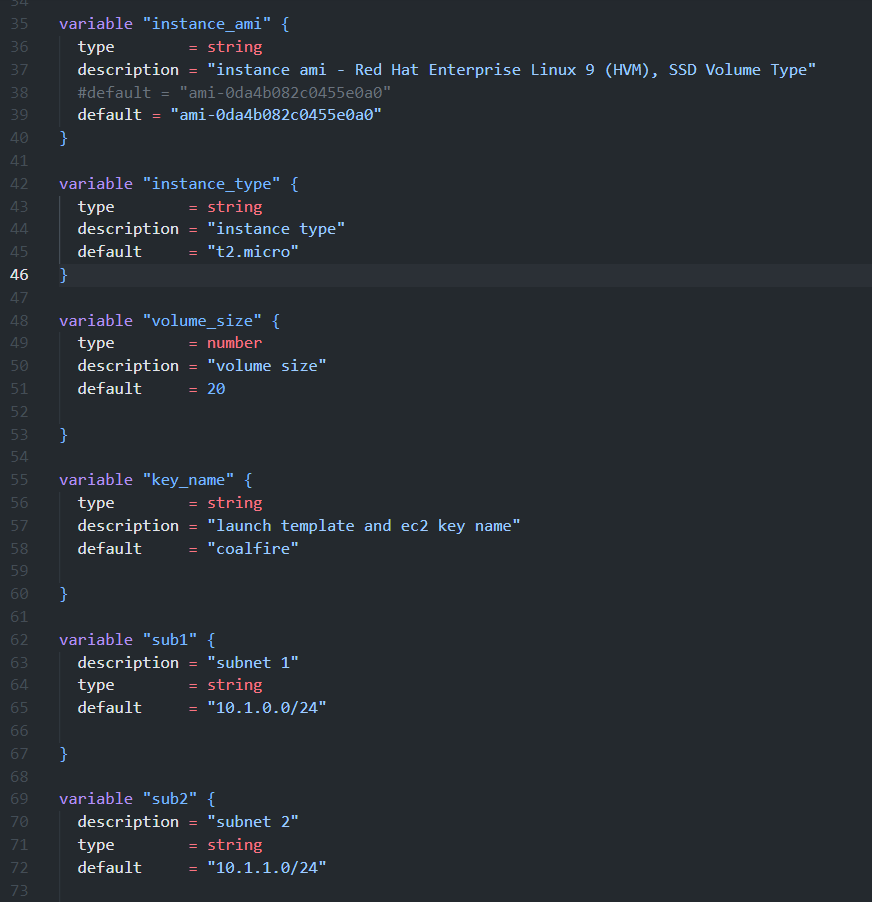 34
35 variable "instance_ami" {
36   type        = string
37   description = "instance ami - Red Hat Enterprise Linux 9 (HVM), SSD Volume Type"
38   #default = "ami-0da4b082c0455e0a0"
39   default = "ami-0da4b082c0455e0a0"
40 }
41
42 variable "instance_type" {
43   type        = string
44   description = "instance type"
45   default     = "t2.micro"
46 }
47
48 variable "volume_size" {
49   type        = number
50   description = "volume size"
51   default     = 20
52
53 }
54
55 variable "key_name" {
56   type        = string
57   description = "launch template and ec2 key name"
58   default     = "coalfire"
59
60 }
61
62 variable "sub1" {
63   description = "subnet 1"
64   type        = string
65   default     = "10.1.0.0/24"
66
67 }
68
69 variable "sub2" {
70   description = "subnet 2"
71   type        = string
72   default     = "10.1.1.0/24"
73